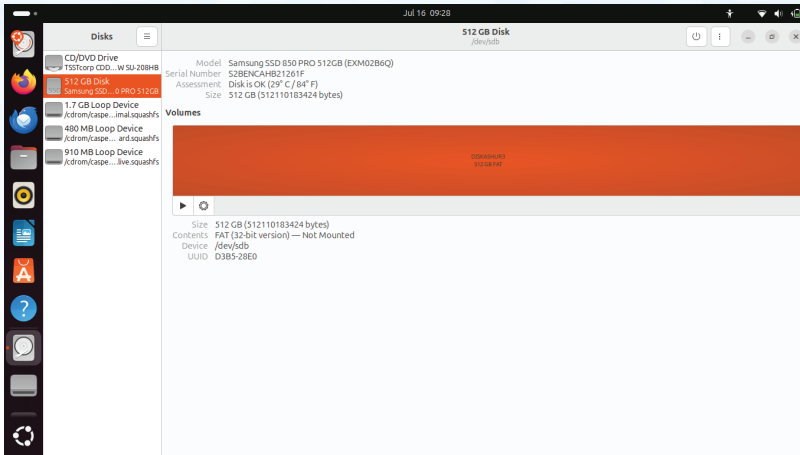 Jul 16 09:28
Disks
512 GB Disk
/dev/sdb
CD/DVD Drive
TSSTcorp CDD...W SU-208HB
512 GB Disk
Samsung SSD...0 PRO 512GB
1.7 GB Loop Device
/cdrom/caspe... ...imal.squashfs
480 MB Loop Device
/cdrom/caspe... ard.squashfs
910 MB Loop Device
/cdrom/caspe... .live.squashfs
Model Samsung SSD 850 PRO 512GB (EXM02B6Q)
Serial Number S2BENCAHB21261F
Assessment Disk is OK (29° C / 84° F)
Size 512 GB (512110183424 bytes)
Volumes
512 GB FAT
Size 512 GB (512110183424 bytes)
Contents FAT (32-bit version) — Not Mounted
Device /dev/sdb
UUID D3B5-28E0